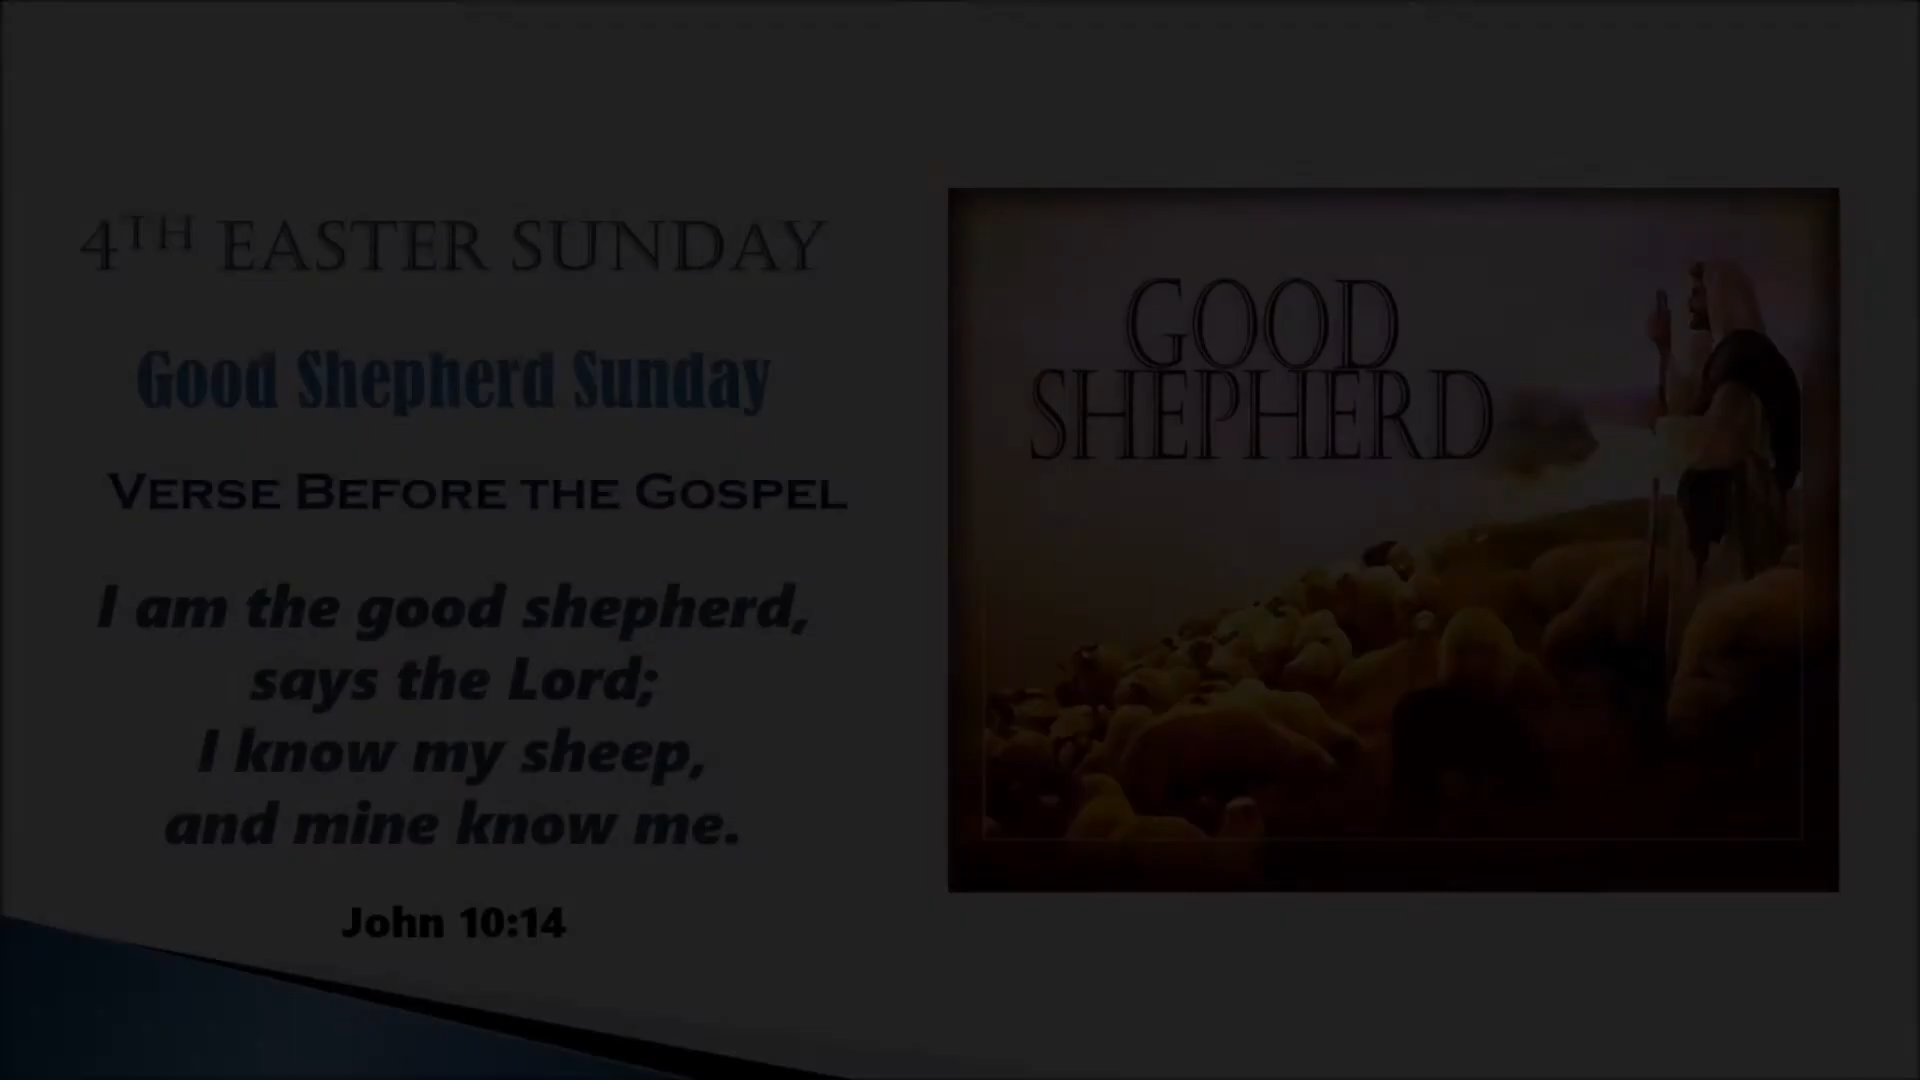 4TH EASTER SUNDAY
Good Shepherd Sunday
VERSE BEFORE THE GOSPEL
I am the good shepherd,
says the Lord;
I know my sheep,
and mine know me.
John 10:14
GOOD
SHEPHERD